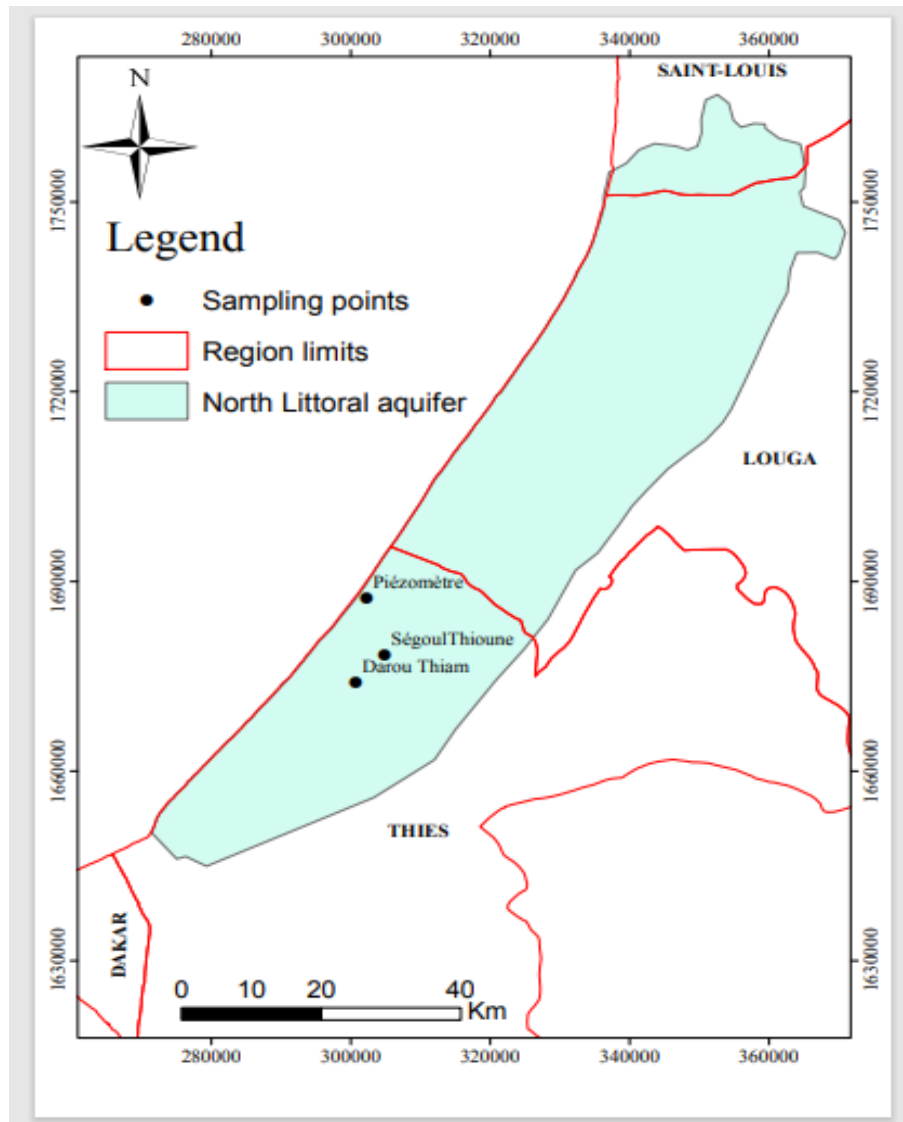 280000 300000 320000 340000 360000
N
SAINT-LOUIS
1750000 1750000
Legend
Sampling points
Region limits
North Littoral aquifer
1720000 1720000
LOUGA
1690000 1690000
Piézomètre
SégoulThioune
Darou Thiam
1660000 1660000
THIES
DAKAR
1630000 1630000
0 10 20 40
Km
280000 300000 320000 340000 360000